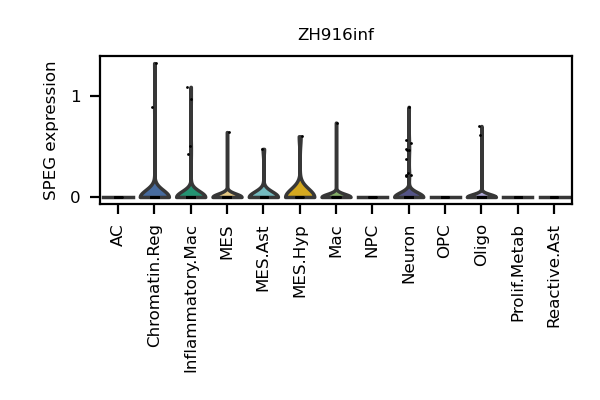 ZH916inf
SPEG expression
1
0
AC
Chromatin.Reg
Inflammatory.Mac
MES
MES.Ast
MES.Hyp
Mac
NPC
Neuron
OPC
Oligo
Prolif.Metab
Reactive.Ast